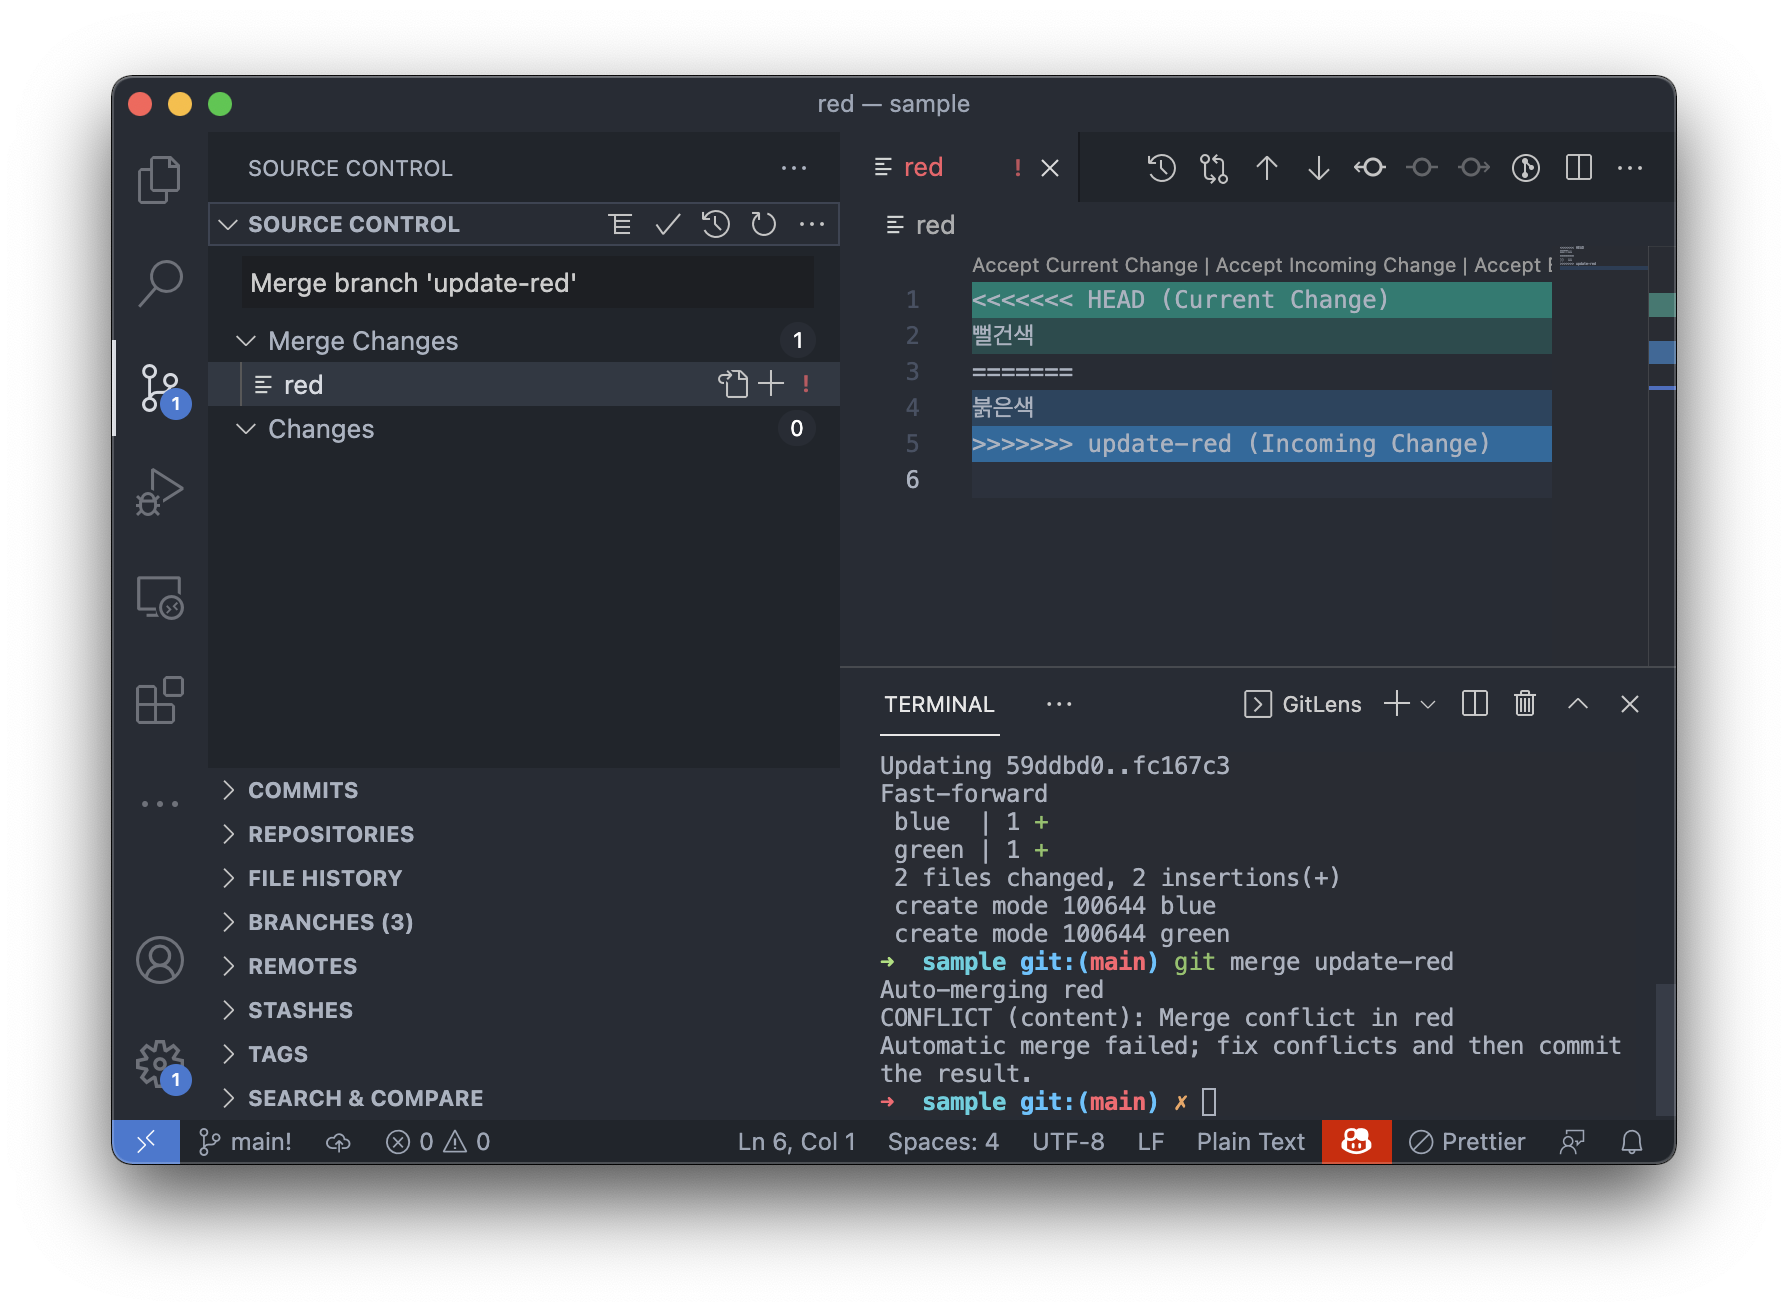 red — sample
SOURCE CONTROL
SOURCE CONTROL
Merge branch 'update-red'
Merge Changes 1
red !
Changes 0
1
1
COMMITS
REPOSITORIES
FILE HISTORY
BRANCHES (3)
REMOTES
STASHES
TAGS
SEARCH & COMPARE
red !
red
Accept Current Change | Accept Incoming Change | Accept
1 <<<<<<< HEAD (Current Change)
2 뻘건색
3 =======
4 붉은색
5 >>>>>>> update-red (Incoming Change)
6
TERMINAL
GitLens
Updating 59ddbd0..fc167c3
Fast-forward
blue | 1 +
green | 1 +
2 files changed, 2 insertions(+)
create mode 100644 blue
create mode 100644 green
➜ sample git:(main) git merge update-red
Auto-merging red
CONFLICT (content): Merge conflict in red
Automatic merge failed; fix conflicts and then commit
the result.
➜ sample git:(main) ✗
main! 0 0 Ln 6, Col 1 Spaces: 4 UTF-8 LF Plain Text Prettier